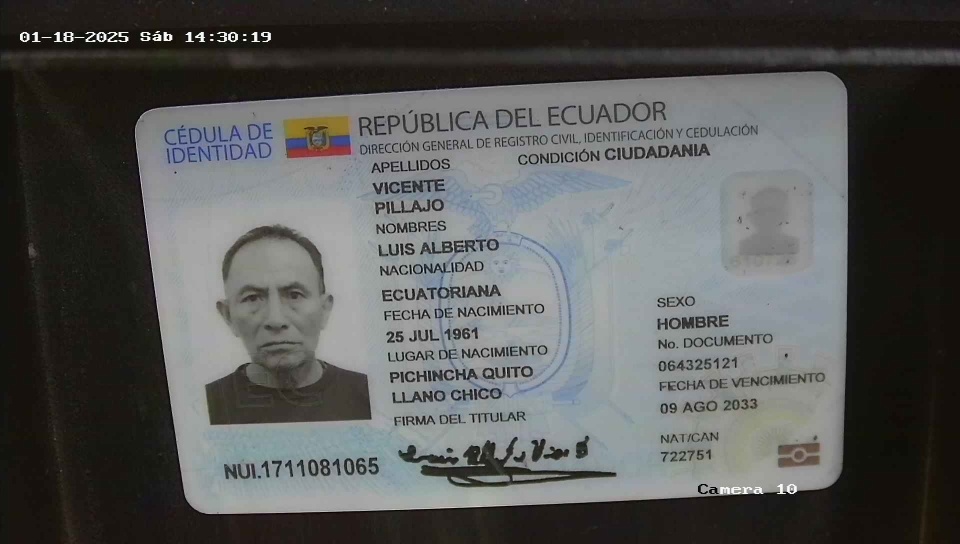 01-18-2025 Sáb 14:30:19
CÉDULA DE
IDENTIDAD
REPÚBLICA DEL ECUADOR
DIRECCIÓN GENERAL DE REGISTRO CIVIL, IDENTIFICACIÓN Y CEDULACIÓN
APELLIDOS
CONDICIÓN CIUDADANIA
VICENTE
PILLAJO
NOMBRES
LUIS ALBERTO
NACIONALIDAD
ECUATORIANA
FECHA DE NACIMIENTO
25 JUL 1961
LUGAR DE NACIMIENTO
PICHINCHA QUITO
LLANO CHICO
FIRMA DEL TITULAR
SEXO
HOMBRE
No. DOCUMENTO
064325121
FECHA DE VENCIMIENTO
09 AGO 2033
NAT/CAN
722751
NUI.1711081065
Camera 10